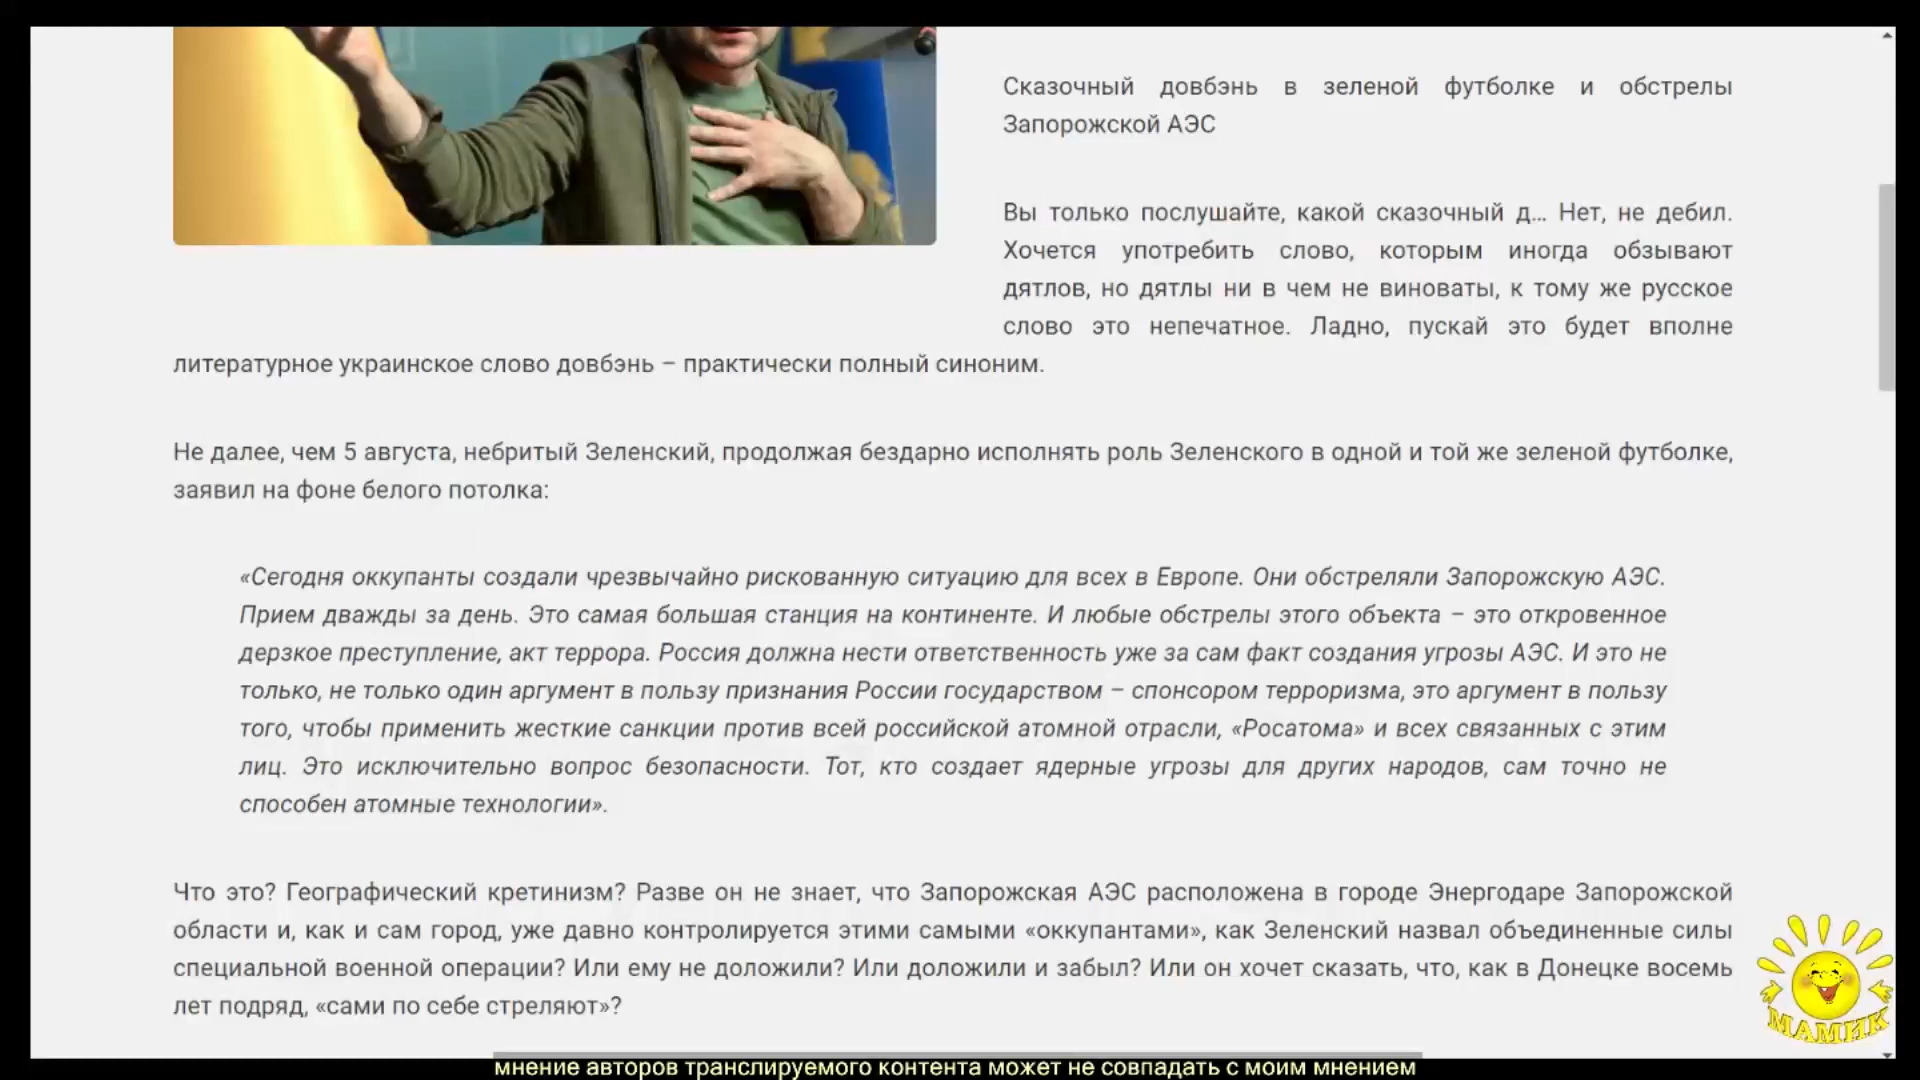 Сказочный довбэнь в зеленой футболке и обстрелы
Запорожской АЭС
Вы только послушайте, какой сказочный д... Нет, не дебил.
Хочется употребить слово, которым иногда обзывают
дятлов, но дятлы ни в чем не виноваты, к тому же русское
слово это непечатное. Ладно, пускай это будет вполне
литературное украинское слово довбэнь – практически полный синоним.
Не далее, чем 5 августа, небритый Зеленский, продолжая бездарно исполнять роль Зеленского в одной и той же зеленой футболке,
заявил на фоне белого потолка:
«Сегодня оккупанты создали чрезвычайно рискованную ситуацию для всех в Европе. Они обстреляли Запорожскую АЭС.
Прием дважды за день. Это самая большая станция на континенте. И любые обстрелы этого объекта – это откровенное
дерзкое преступление, акт террора. Россия должна нести ответственность уже за сам факт создания угрозы АЭС. И это не
только, не только один аргумент в пользу признания России государством – спонсором терроризма, это аргумент в пользу
того, чтобы применить жесткие санкции против всей российской атомной отрасли, «Росатома» и всех связанных с этим
лиц. Это исключительно вопрос безопасности. Тот, кто создает ядерные угрозы для других народов, сам точно не
способен атомные технологии».
Что это? Географический кретинизм? Разве он не знает, что Запорожская АЭС расположена в городе Энергодаре Запорожской
области и, как и сам город, уже давно контролируется этими самыми «оккупантами», как Зеленский назвал объединенные силы
специальной военной операции? Или ему не доложили? Или доложили и забыл? Или он хочет сказать, что, как в Донецке восемь
лет подряд, «сами по себе стреляют»?
МАМИК
мнение авторов транслируемого контента может не совпадать с моим мнением